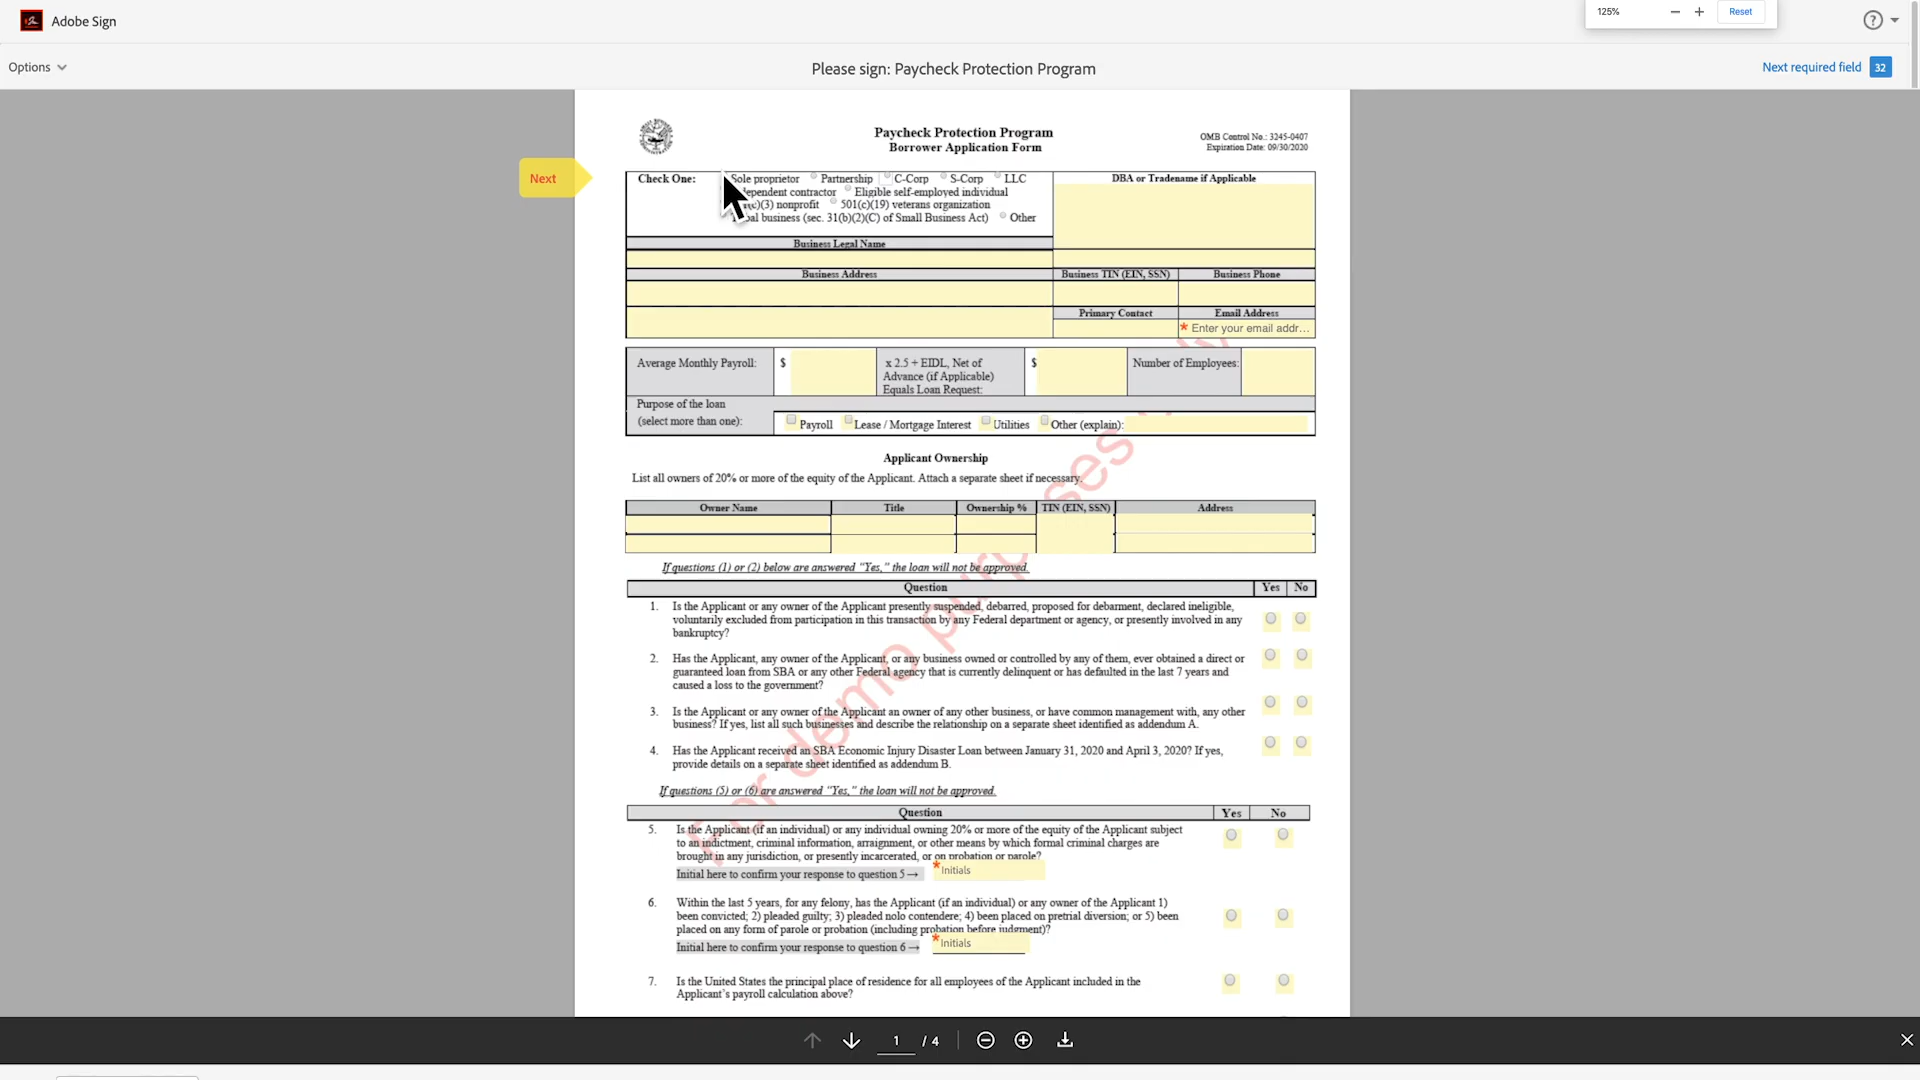 Adobe Sign
125%
Reset
Options
Please sign: Paycheck Protection Program
Next required field 32
Paycheck Protection Program
Borrower Application Form
OMB Control No.: 3245-0407
Expiration Date: 09/30/2020
Next
Check One: Sole proprietor Partnership C-Corp S-Corp LLC
contractor Eligible self-employed individual
nonprofit 501(c)(19) veterans organization
business (sec. 31(b)(2)(C) of Small Business Act) Other
DBA or Tradename if Applicable
Business Legal Name
Business Address Business TIN (EIN, SSN) Business Phone
Primary Contact Email Address
* Enter your email addr...
Average Monthly Payroll: $ x 2.5 + EIDL, Net of
Advance (if Applicable)
Equals Loan Request: $ Number of Employees:
Purpose of the loan
(select more than one): Payroll Lease / Mortgage Interest Utilities Other (explain):
Applicant Ownership
List all owners of 20% or more of the equity of the Applicant. Attach a separate sheet if necessary.
Owner Name Title Ownership % TIN (EIN, SSN) Address
If questions (1) or (2) below are answered "Yes," the loan will not be approved.
Question Yes No
1. Is the Applicant or any owner of the Applicant presently suspended, debarred, proposed for debarment, declared ineligible,
voluntarily excluded from participation in this transaction by any Federal department or agency, or presently involved in any
bankruptcy?
2. Has the Applicant, any owner of the Applicant, or any business owned or controlled by any of them, ever obtained a direct or
guaranteed loan from SBA or any other Federal agency that is currently delinquent or has defaulted in the last 7 years and
caused a loss to the government?
3. Is the Applicant or any owner of the Applicant an owner of any other business, or have common management with, any other
business? If yes, list all such businesses and describe the relationship on a separate sheet identified as addendum A.
4. Has the Applicant received an SBA Economic Injury Disaster Loan between January 31, 2020 and April 3, 2020? If yes,
provide details on a separate sheet identified as addendum B.
If questions (5) or (6) are answered "Yes," the loan will not be approved.
Question Yes No
5. Is the Applicant (if an individual) or any individual owning 20% or more of the equity of the Applicant subject
to an indictment, criminal information, arraignment, or other means by which formal criminal charges are
brought in any jurisdiction, or presently incarcerated, or on probation or parole?
Initial here to confirm your response to question 5 → *Initials
6. Within the last 5 years, for any felony, has the Applicant (if an individual) or any owner of the Applicant 1)
been convicted; 2) pleaded guilty; 3) pleaded nolo contendere; 4) been placed on pretrial diversion; or 5) been
placed on any form of parole or probation (including probation before judgment)?
Initial here to confirm your response to question 6 → *Initials
7. Is the United States the principal place of residence for all employees of the Applicant included in the
Applicant's payroll calculation above?
For demo purposes
1 / 4